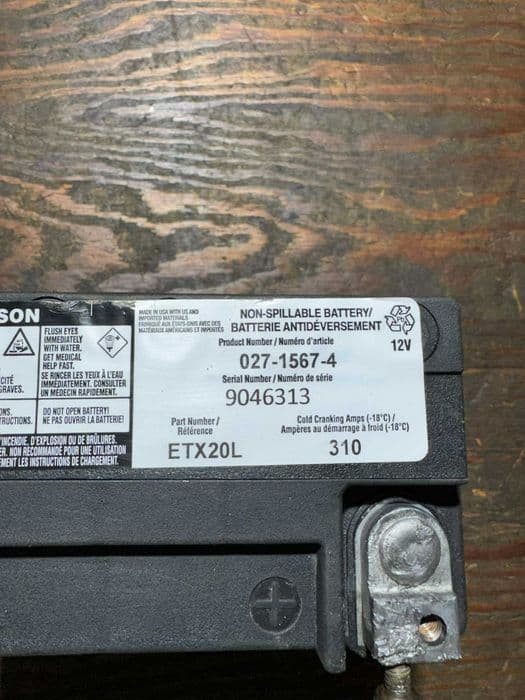 SON
FLUSH EYES
IMMEDIATELY
WITH WATER.
GET MEDICAL
HELP FAST.
SE RINCER LES YEUX À L'EAU
IMMÉDIATEMENT. CONSULTER
UN MÉDECIN RAPIDEMENT.
CITÉ
GRAVES.
DO NOT OPEN BATTERY!
NE PAS OUVRIR LA BATTERIE!
ONS.
CTIONS.
'INCENDIE, D'EXPLOSION OU DE BRÛLURES.
ER. NON RÉCOMMANDÉ POUR UNE UTILISATION
MENT LES INSTRUCTIONS DE CHARGEMENT.
MADE IN USA WITH US AND
IMPORTED MATERIALS
FABRIQUÉ AUX ÉTATS-UNIS AVEC DES
MATÉRIAUX AMÉRICAINS ET IMPORTÉS
NON-SPILLABLE BATTERY/
BATTERIE ANTIDÉVERSEMENT
Pb
12V
Product Number / Numéro d'article
027-1567-4
Serial Number / Numéro de série
9046313
Part Number /
Référence
ETX20L
Cold Cranking Amps (-18°C) /
Ampères au démarrage à froid (-18°C)
310
+